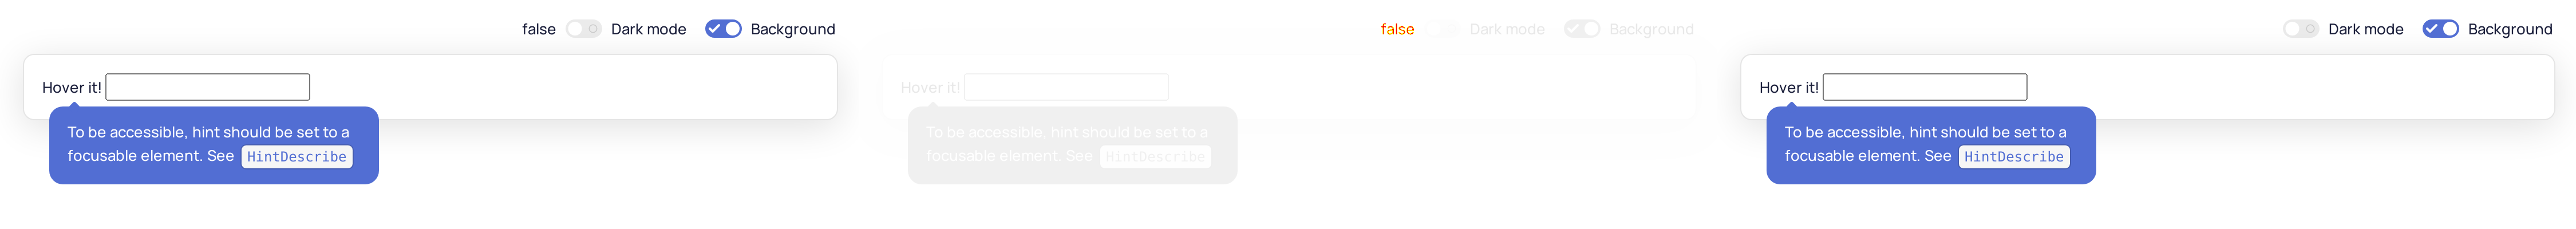 false Dark mode Background
Hover it!
To be accessible, hint should be set to a
focusable element. See HintDescribe
false Dark mode Background
Hover it!
To be accessible, hint should be set to a
focusable element. See HintDescribe
Dark mode Background
Hover it!
To be accessible, hint should be set to a
focusable element. See HintDescribe